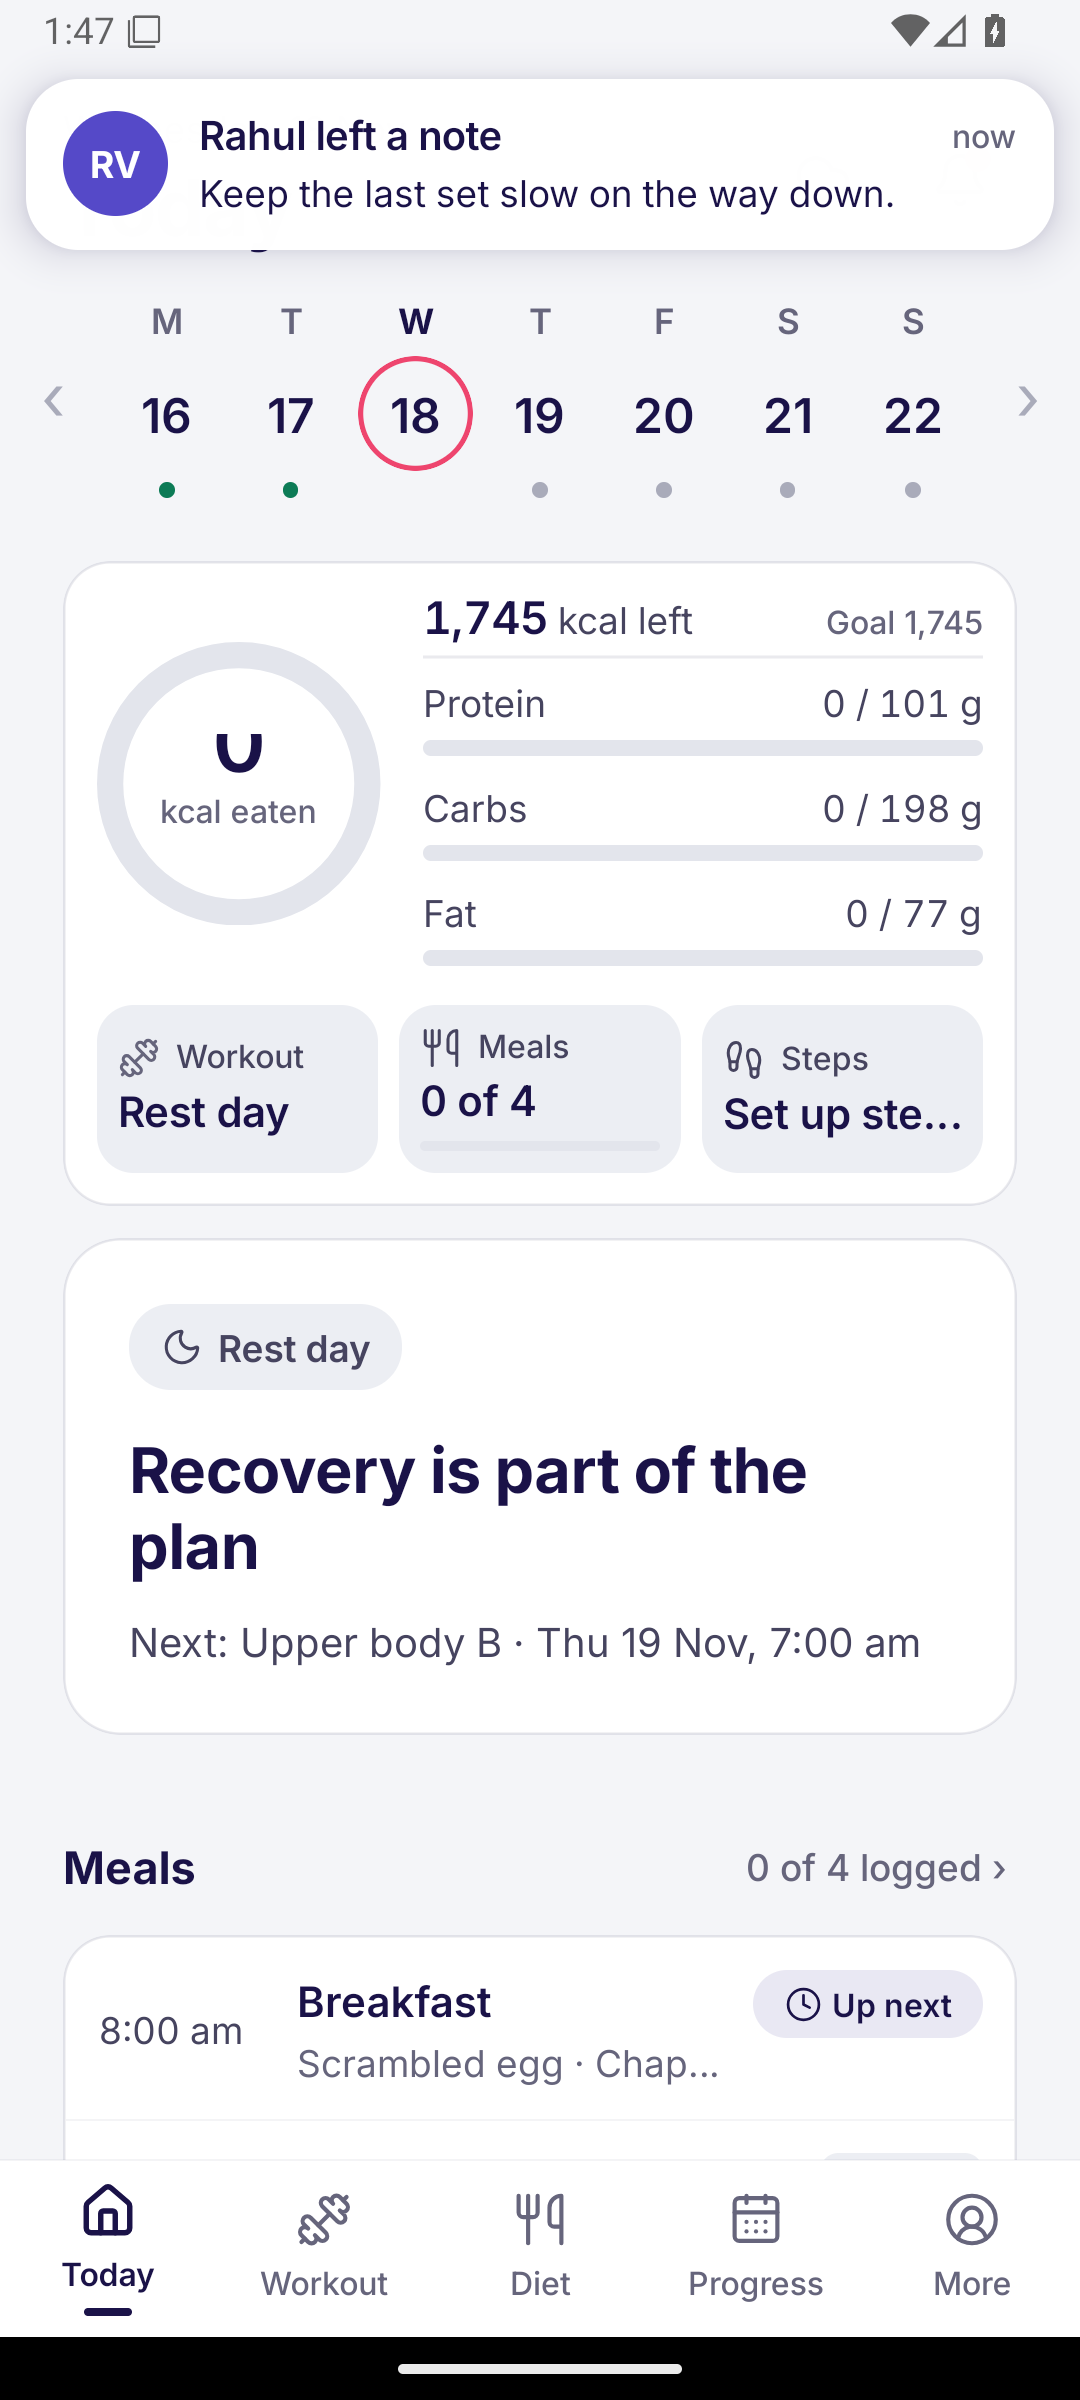 1:47
RV
Rahul left a note
now
Keep the last set slow on the way down.
M T W T F S S
‹ 16 17 18 19 20 21 22 ›
1,745 kcal left
Goal 1,745
kcal eaten
Protein 0 / 101 g
Carbs 0 / 198 g
Fat 0 / 77 g
Workout
Rest day
Meals
0 of 4
Steps
Set up ste...
Rest day
Recovery is part of the
plan
Next: Upper body B · Thu 19 Nov, 7:00 am
Meals
0 of 4 logged ›
8:00 am
Breakfast
Up next
Scrambled egg · Chap...
Today
Workout
Diet
Progress
More